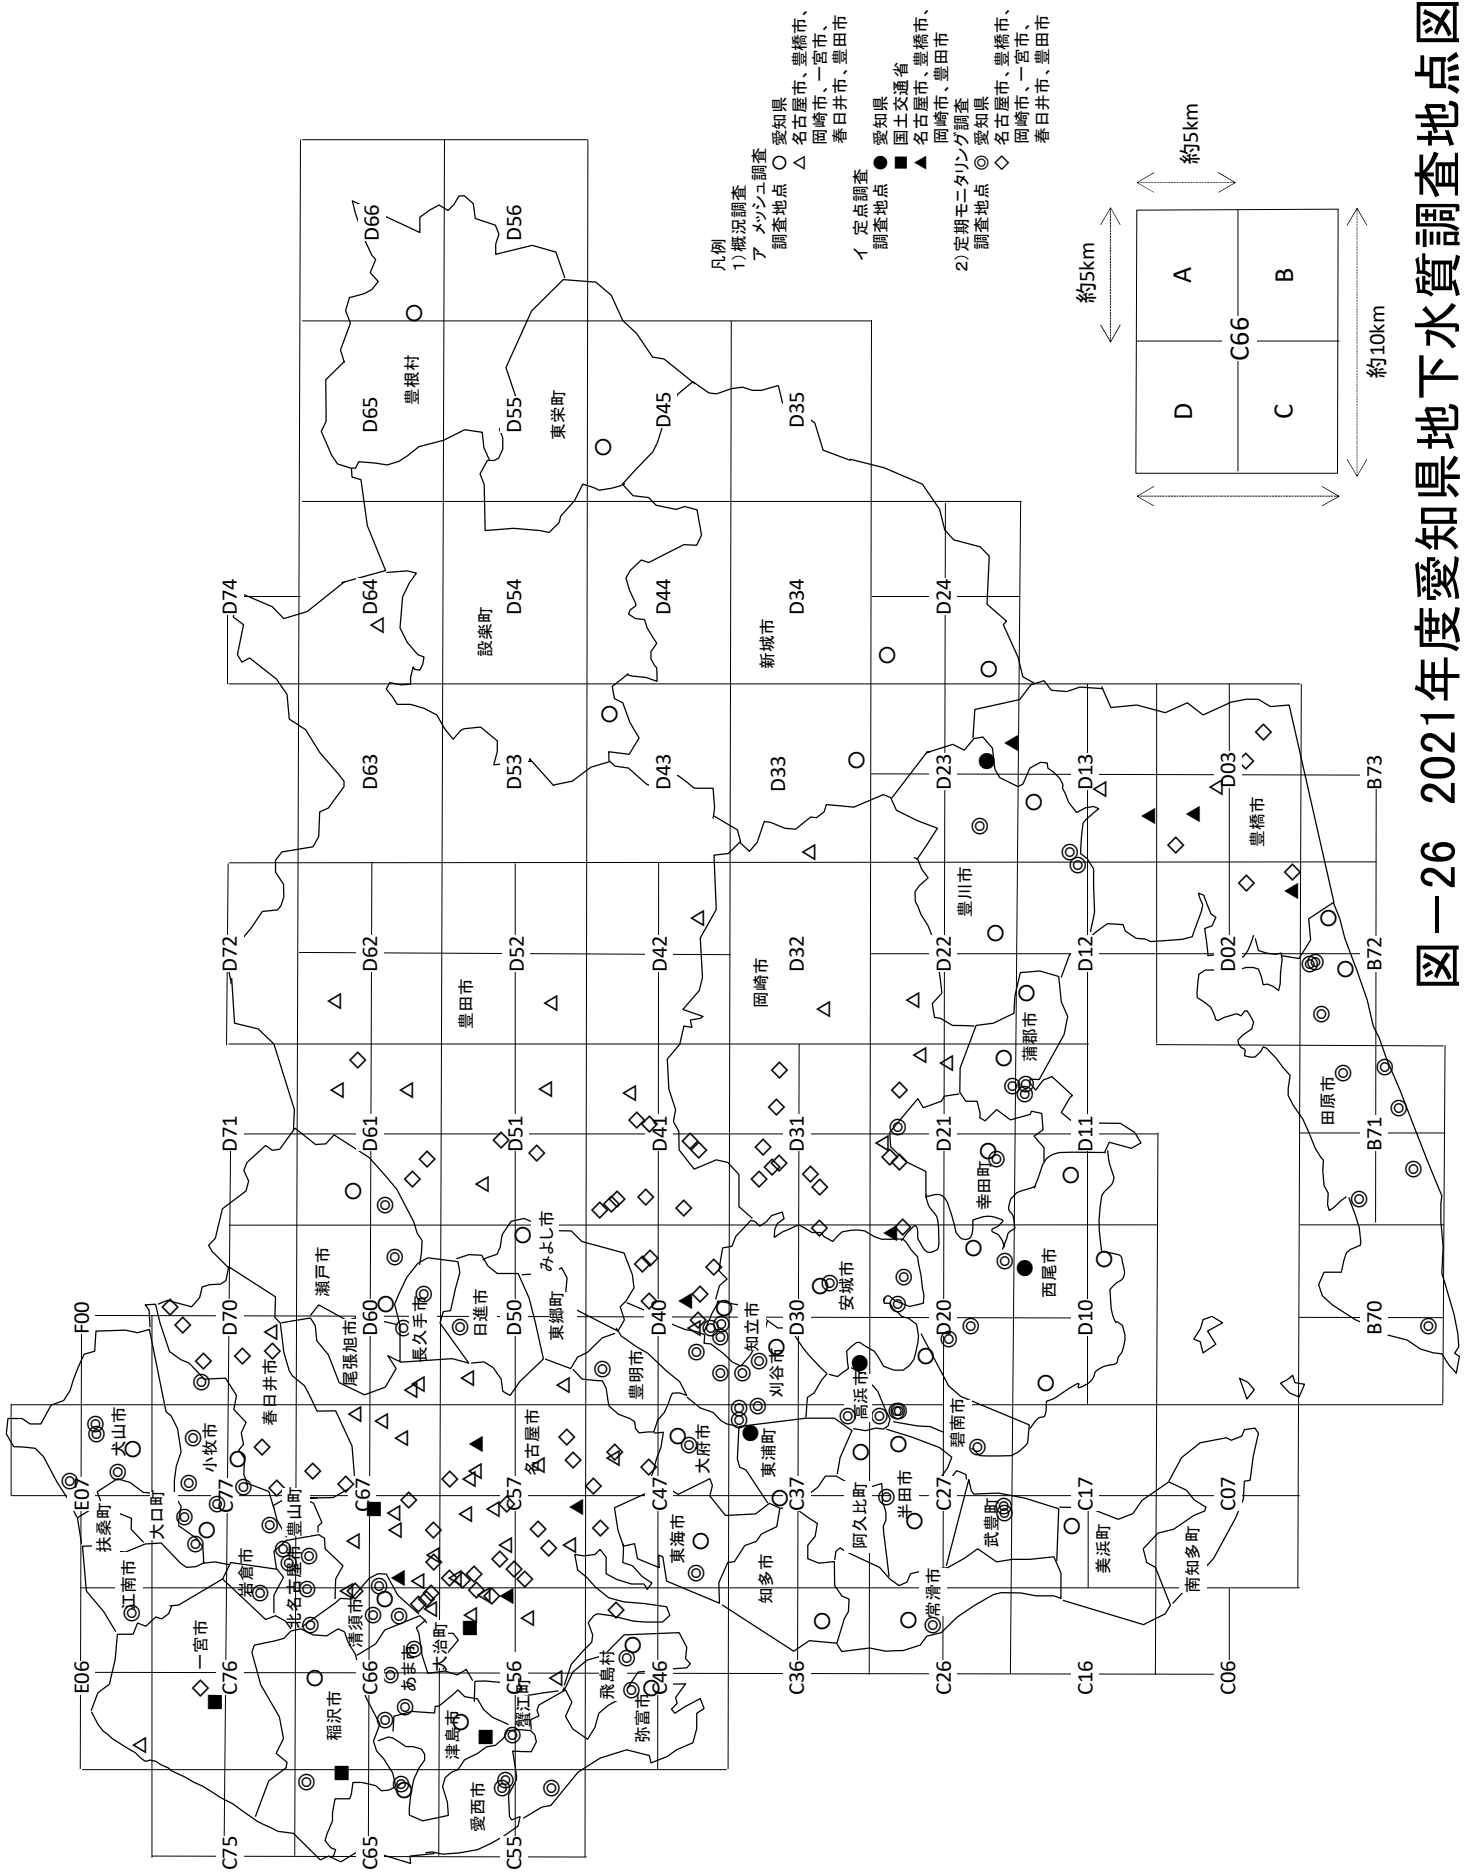 図－26 2021年度愛知県地下水質調査地点図
凡例
1)概況調査
ア メッシュ調査
調査地点 ○ 愛知県
△ 名古屋市、豊橋市、
岡崎市、一宮市、
春日井市、豊田市
イ 定点調査
調査地点 ● 愛知県
■ 国土交通省
▲ 名古屋市、豊橋市、
岡崎市、豊田市
2)定期モニタリング調査
調査地点 ◎ 愛知県
◇ 名古屋市、豊橋市、
岡崎市、一宮市、
春日井市、豊田市
約5km
約5km
約10km
D
A
C66
C
B
E06
E07
F00
C75
C76
C77
D70
D71
D72
D74
C65
C66
C67
D60
D61
D62
D63
D64
D65
D66
C55
C56
C57
D50
D51
D52
D53
D54
D55
D56
C46
C47
D40
D41
D42
D43
D44
D45
C36
C37
D30
D31
D32
D33
D34
D35
C26
C27
D20
D21
D22
D23
D24
C16
C17
D10
D11
D12
D13
C06
C07
D02
D03
B70
B71
B72
B73
犬山市
扶桑町
大口町
江南市
小牧市
春日井市
岩倉市
豊山町
北名古屋市
一宮市
稲沢市
清須市
あま市
大治町
津島市
愛西市
蟹江町
飛島村
弥富市
名古屋市
瀬戸市
尾張旭市
長久手市
日進市
みよし市
東郷町
豊明市
豊田市
設楽町
東栄町
豊根村
新城市
岡崎市
知立市
刈谷市
安城市
高浜市
碧南市
西尾市
幸田町
蒲郡市
豊川市
豊橋市
田原市
大府市
東浦町
東海市
知多市
阿久比町
半田市
常滑市
武豊町
美浜町
南知多町